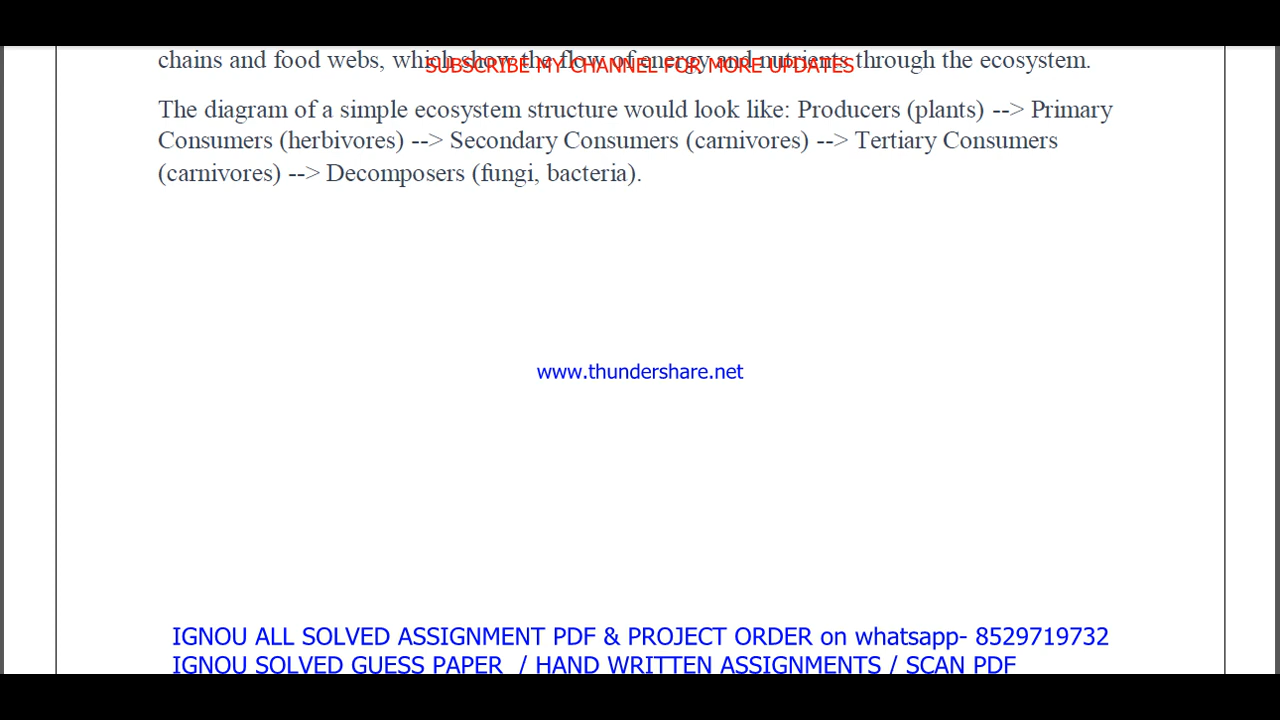 chains and food webs, which show the flow of energy and nutrients through the ecosystem.
SUBSCRIBE MY CHANNEL FOR MORE UPDATES
The diagram of a simple ecosystem structure would look like: Producers (plants) --> Primary
Consumers (herbivores) --> Secondary Consumers (carnivores) --> Tertiary Consumers
(carnivores) --> Decomposers (fungi, bacteria).
www.thundershare.net
IGNOU ALL SOLVED ASSIGNMENT PDF & PROJECT ORDER on whatsapp- 8529719732
IGNOU SOLVED GUESS PAPER / HAND WRITTEN ASSIGNMENTS / SCAN PDF